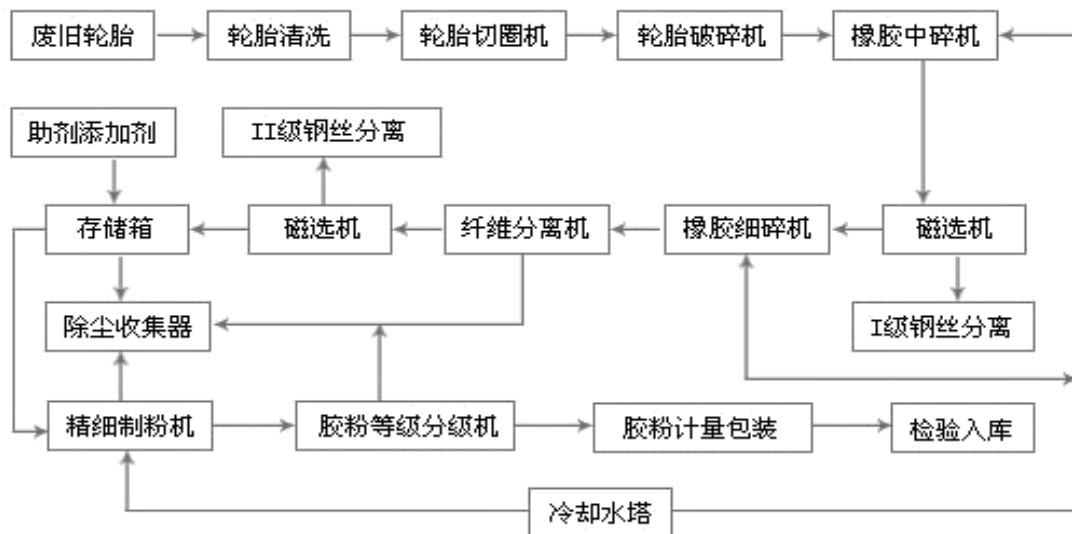 废旧轮胎
轮胎清洗
轮胎切圈机
轮胎破碎机
橡胶中碎机
助剂添加剂
II级钢丝分离
存储箱
磁选机
纤维分离机
橡胶细碎机
磁选机
除尘收集器
I级钢丝分离
精细制粉机
胶粉等级分级机
胶粉计量包装
检验入库
冷却水塔